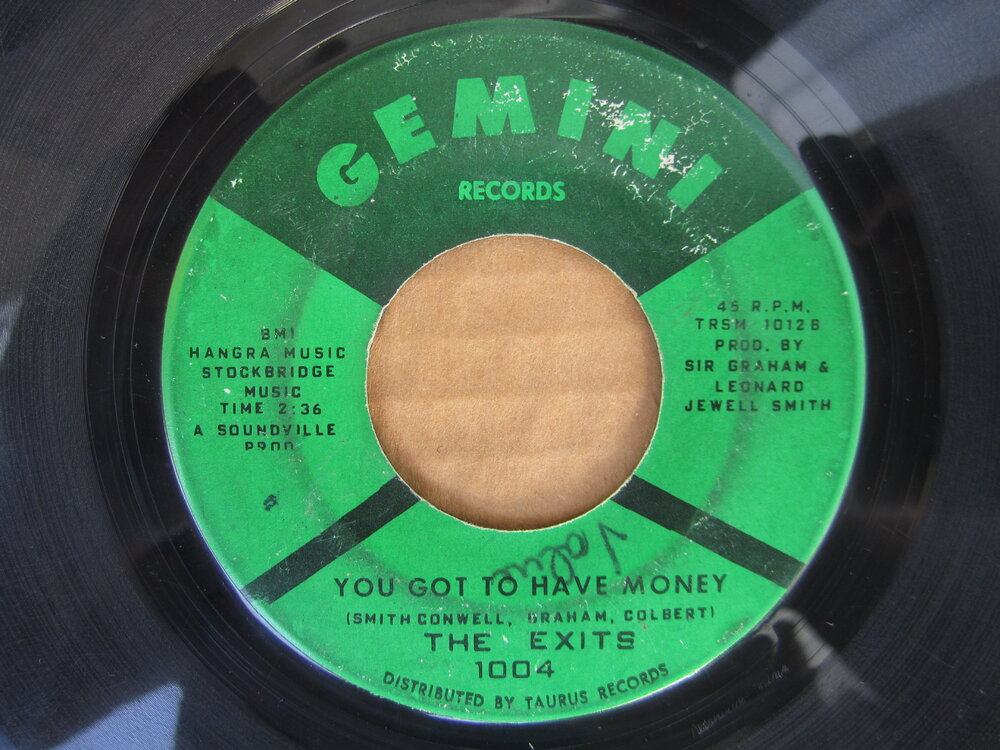 GEMINI
RECORDS
BMI
HANGRA MUSIC
STOCKBRIDGE
MUSIC
TIME 2:36
A SOUNDVILLE
PROD
45 R.P.M.
TRSM 1012B
PROD. BY
SIR GRAHAM &
LEONARD
JEWELL SMITH
YOU GOT TO HAVE MONEY
(SMITH CONWELL, GRAHAM, COLBERT)
THE EXITS
1004
DISTRIBUTED BY TAURUS RECORDS